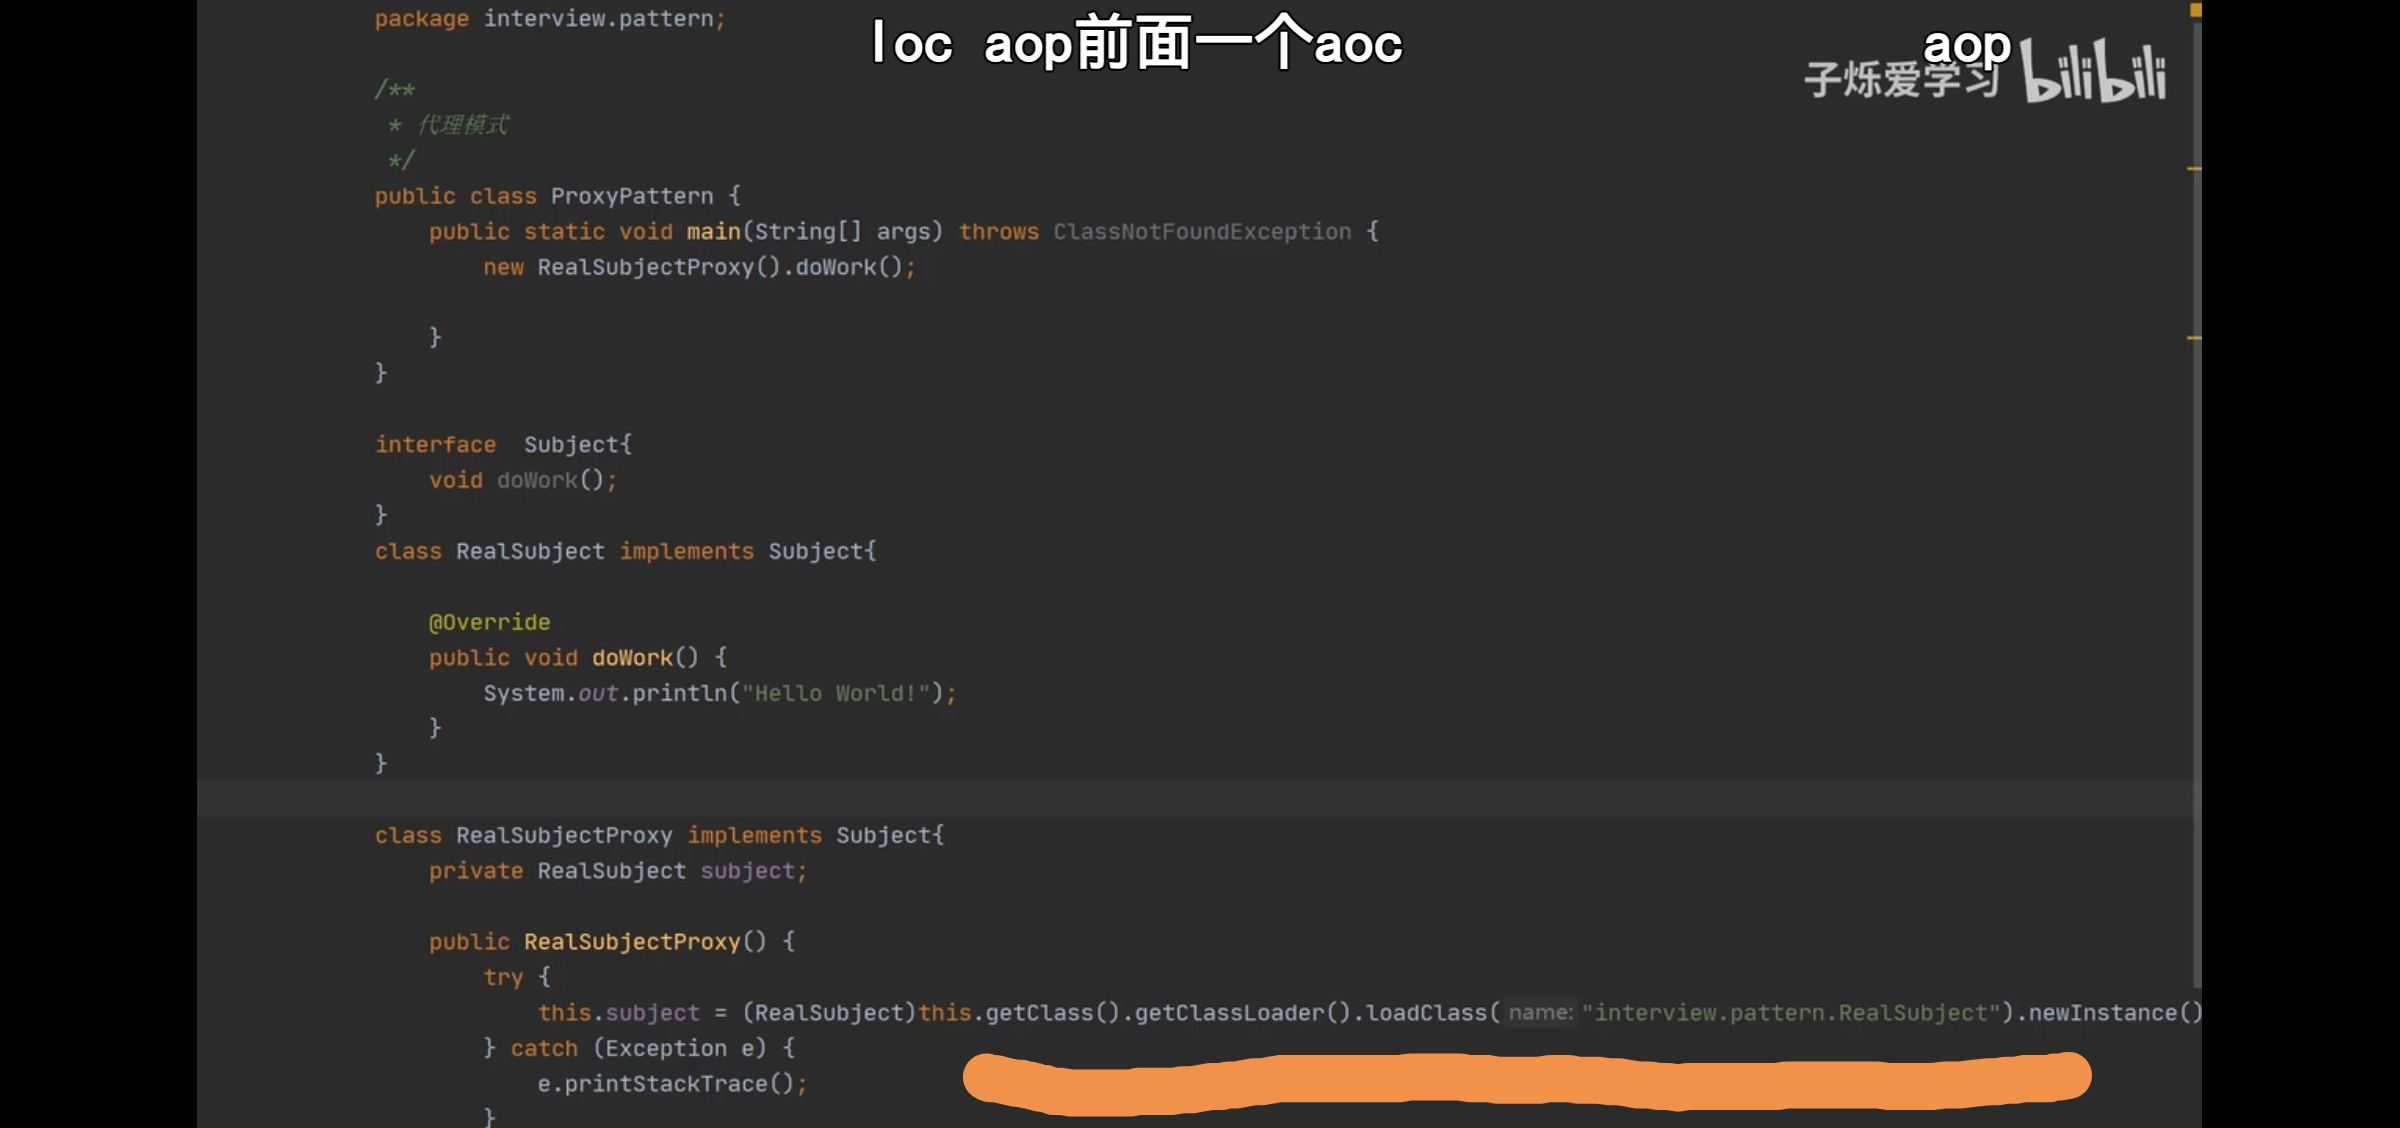 package interview.pattern;
loc aop前面一个aoc
aop
子烁爱学习 bilibili
/**
* 代理模式
*/
public class ProxyPattern {
public static void main(String[] args) throws ClassNotFoundException {
new RealSubjectProxy().doWork();
}
}
interface Subject{
void doWork();
}
class RealSubject implements Subject{
@Override
public void doWork() {
System.out.println("Hello World!");
}
}
class RealSubjectProxy implements Subject{
private RealSubject subject;
public RealSubjectProxy() {
try {
this.subject = (RealSubject)this.getClass().getClassLoader().loadClass( name: "interview.pattern.RealSubject").newInstance()
} catch (Exception e) {
e.printStackTrace();
}